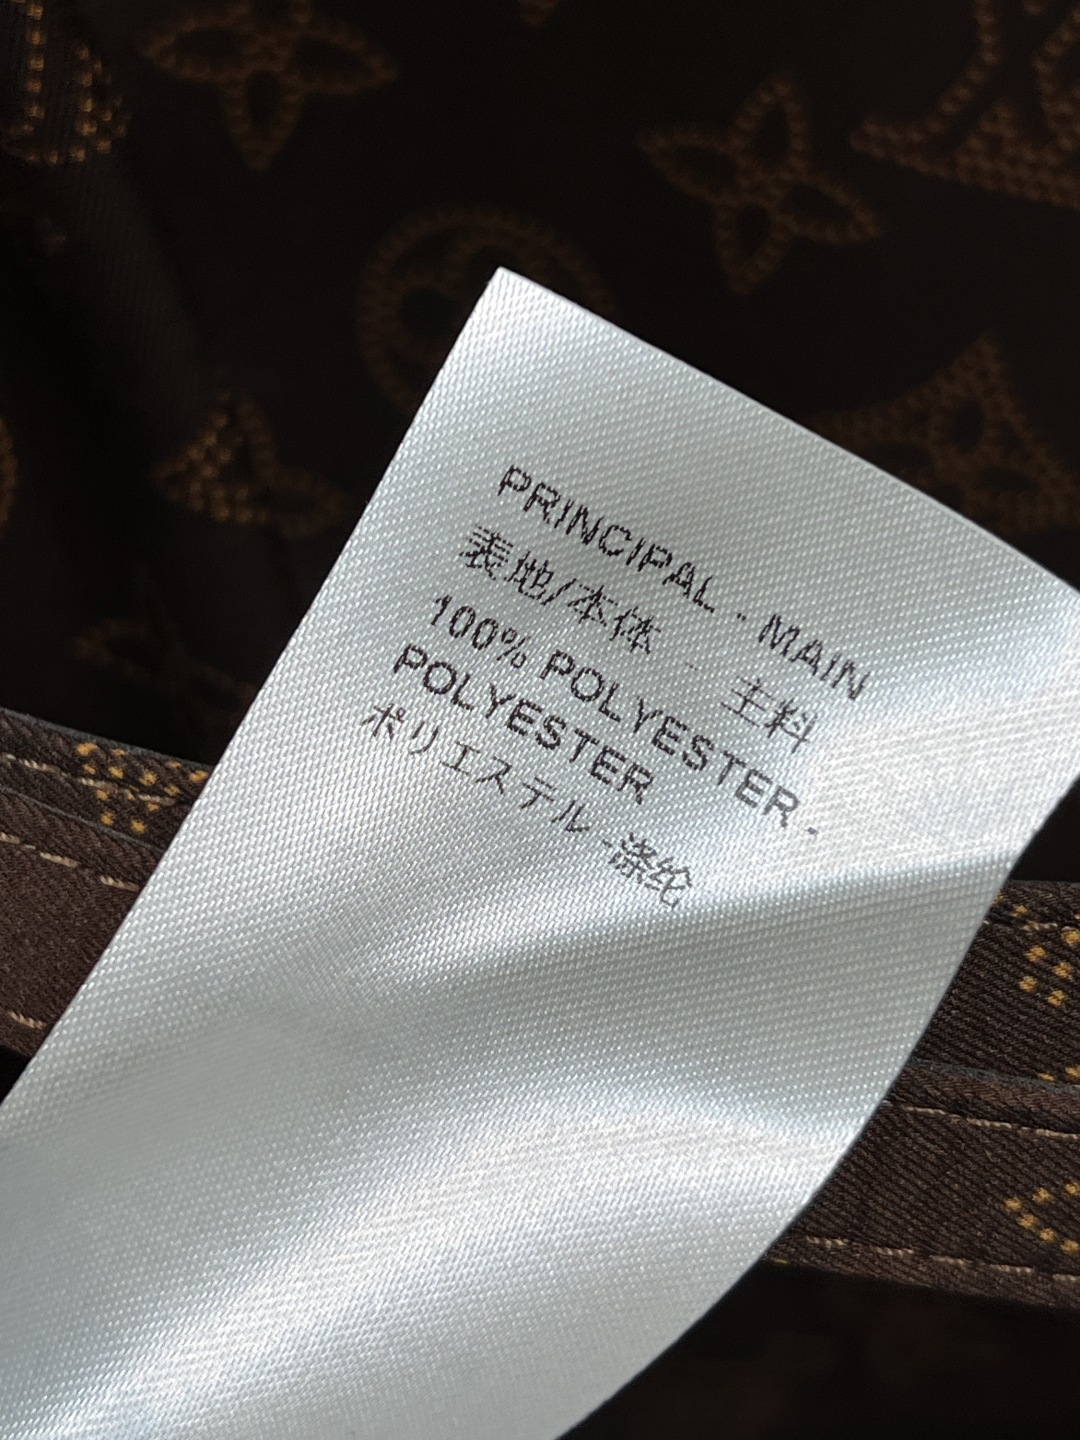 PRINCIPAL - MAIN
表地/本体 - 主料
100% POLYESTER -
POLYESTER
ポリエステル -涤纶